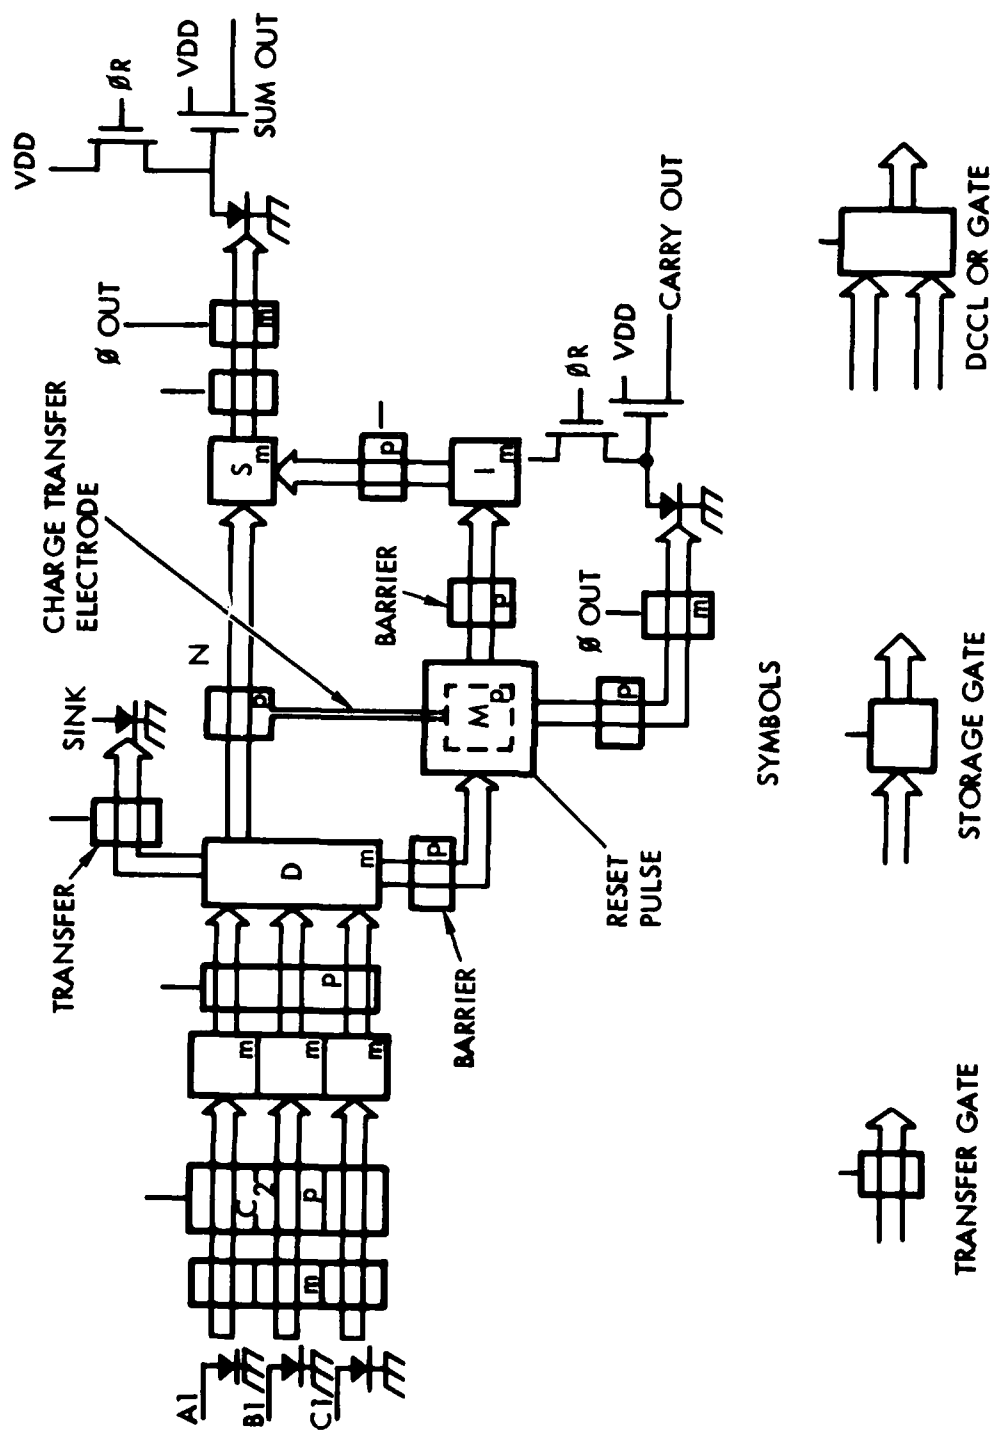 VDD
ØR
VDD
SUM OUT
Ø OUT
m
S
m
CHARGE TRANSFER
ELECTRODE
N
p
SINK
TRANSFER
D
m
p
m
m
m
C2
p
m
A1
B1
C1
BARRIER
p
M
p
RESET
PULSE
BARRIER
p
I
m
p
ØR
VDD
CARRY OUT
Ø OUT
m
p
SYMBOLS
TRANSFER GATE
STORAGE GATE
DCCL OR GATE